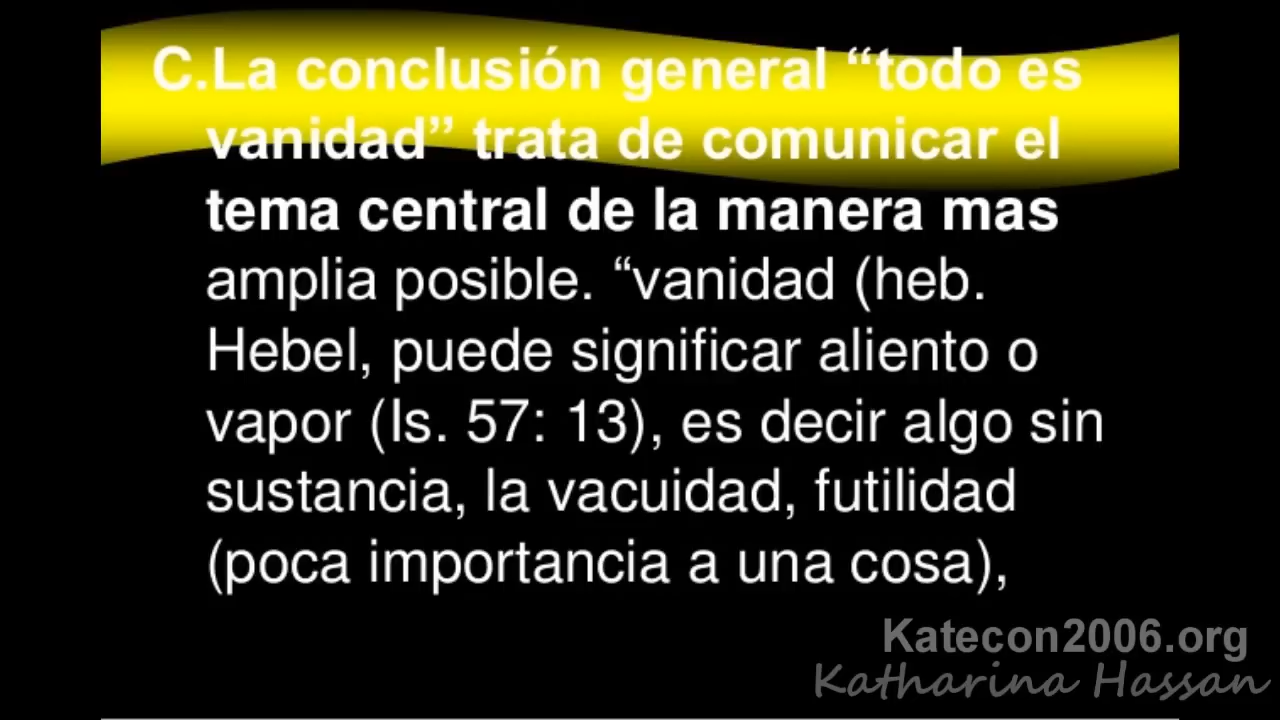 C.La conclusión general “todo es
vanidad” trata de comunicar el
tema central de la manera mas
amplia posible. “vanidad (heb.
Hebel, puede significar aliento o
vapor (Is. 57: 13), es decir algo sin
sustancia, la vacuidad, futilidad
(poca importancia a una cosa),
Katecon2006.org
Katharina Hassan